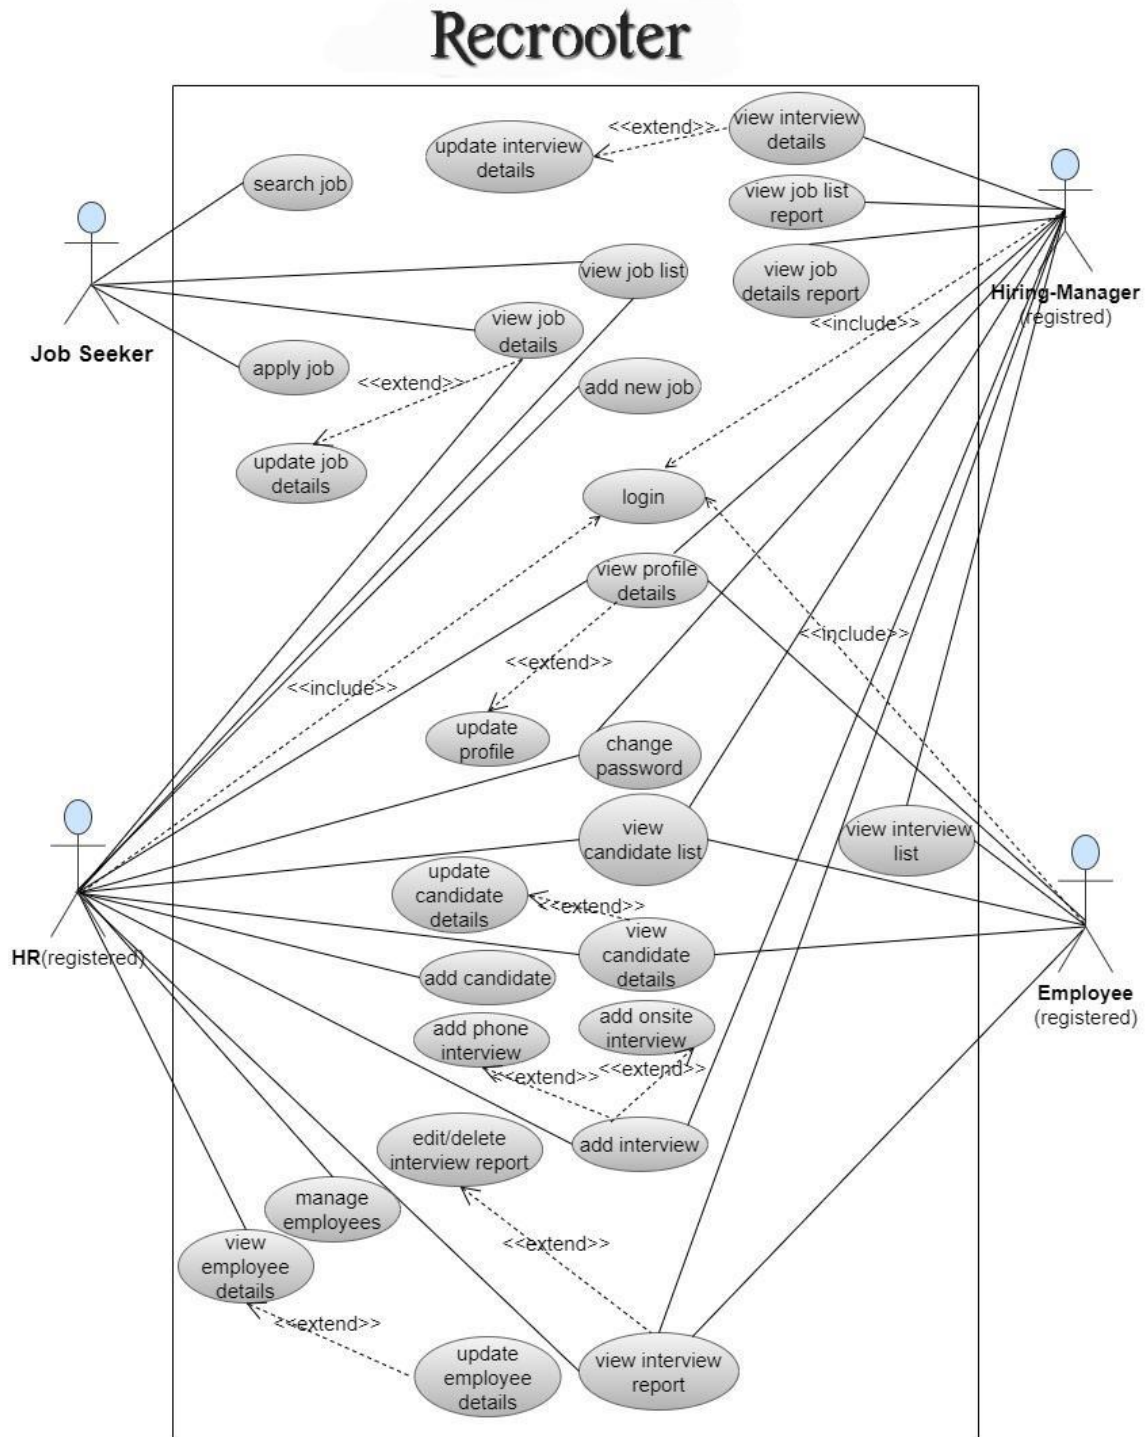 Recrooter
<<extend>>
view interview
details
update interview
details
search job
view job list
report
view job list
view job
details report
Hiring-Manager
(registred)
<<include>>
view job
details
Job Seeker
apply job
<<extend>>
add new job
update job
details
login
view profile
details
<<include>>
<<extend>>
<<include>>
update
profile
change
password
view
candidate list
view interview
list
update
candidate
details
<<extend>>
view
candidate
details
HR(registered)
add candidate
Employee
(registered)
add phone
interview
add onsite
interview
<<extend>>
<<extend>>
edit/delete
interview report
add interview
manage
employees
<<extend>>
view
employee
details
<<extend>>
update
employee
details
view interview
report